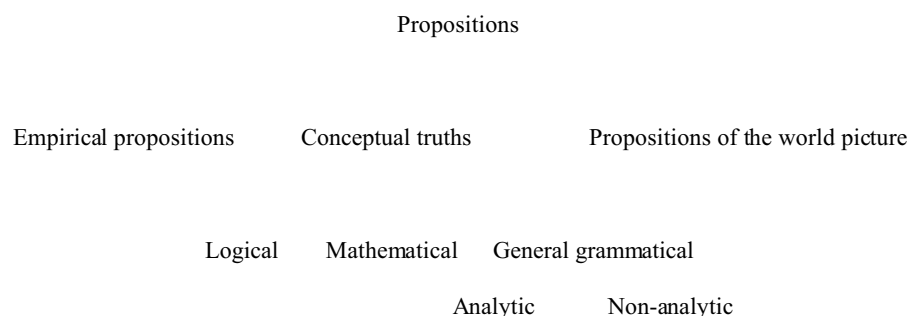 Propositions
Empirical propositions Conceptual truths Propositions of the world picture
Logical Mathematical General grammatical
Analytic Non-analytic